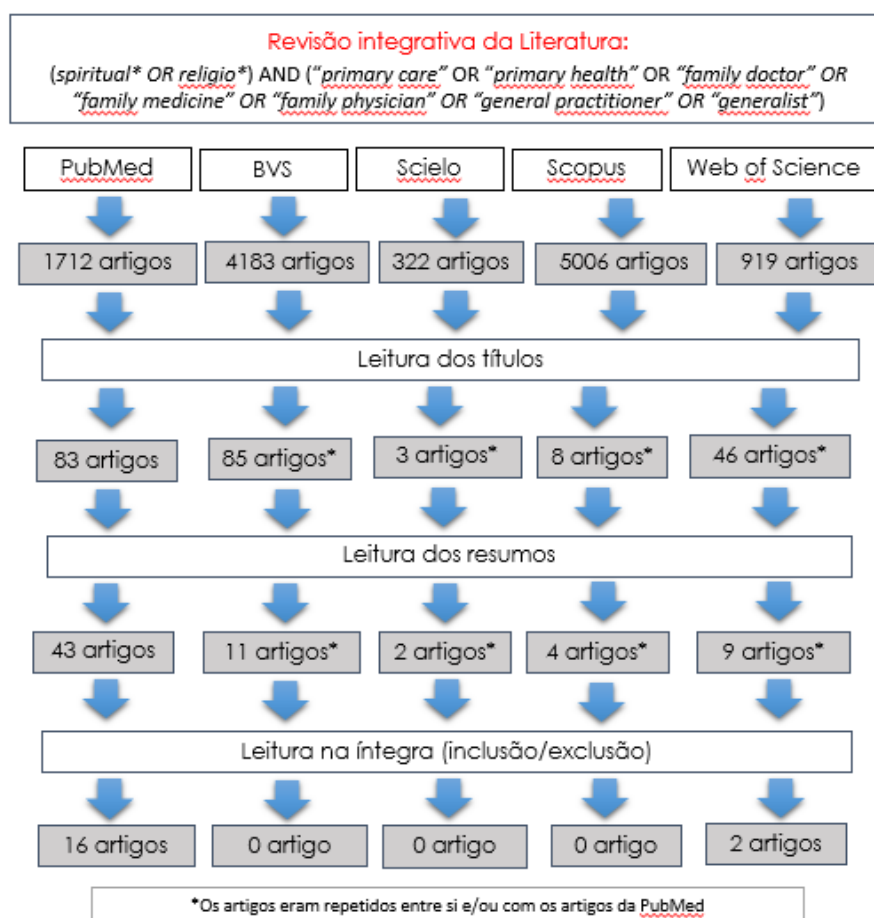 Revisão integrativa da Literatura:
(spiritual* OR religio*) AND (“primary care” OR “primary health” OR “family doctor” OR
“family medicine” OR “family physician” OR “general practitioner” OR “generalist”)
PubMed BVS Scielo Scopus Web of Science
1712 artigos 4183 artigos 322 artigos 5006 artigos 919 artigos
Leitura dos títulos
83 artigos 85 artigos* 3 artigos* 8 artigos* 46 artigos*
Leitura dos resumos
43 artigos 11 artigos* 2 artigos* 4 artigos* 9 artigos*
Leitura na íntegra (inclusão/exclusão)
16 artigos 0 artigo 0 artigo 0 artigo 2 artigos
*Os artigos eram repetidos entre si e/ou com os artigos da PubMed